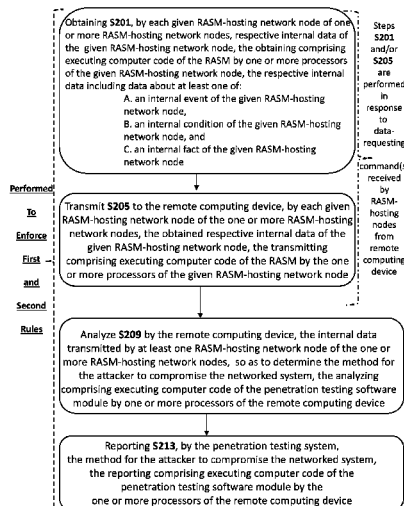 Obtaining S201, by each given RASM-hosting network node of one
or more RASM-hosting network nodes, respective internal data of
the given RASM-hosting network node, the obtaining comprising
executing computer code of the RASM by one or more processors
of the given RASM-hosting network node, the respective internal
data including data about at least one of:
A. an internal event of the given RASM-hosting
network node,
B. an internal condition of the given RASM-hosting
network node, and
C. an internal fact of the given RASM-hosting
network node
Steps
S201
and/or
S205
are
performed
in
response
to
data-
requesting
command(s)
received
by
RASM-
hosting
nodes
from
remote
computing
device
Performed
To
Enforce
First
and
Second
Rules
Transmit S205 to the remote computing device, by each given
RASM-hosting network node of the one or more RASM-hosting network
nodes, the obtained respective internal data of the
given RASM-hosting network node, the transmitting
comprising executing computer code of the RASM by the one
or more processors of the given RASM-hosting network node
Analyze S209 by the remote computing device, the internal data
transmitted by at least one RASM-hosting network node of the one or
more RASM-hosting network nodes, so as to determine the method for
the attacker to compromise the networked system, the analyzing
comprising executing computer code of the penetration testing software
module by one or more processors of the remote computing device
Reporting S213, by the penetration testing system,
the method for the attacker to compromise the networked system,
the reporting comprising executing computer code of the
penetration testing software module by the
one or more processors of the remote computing device